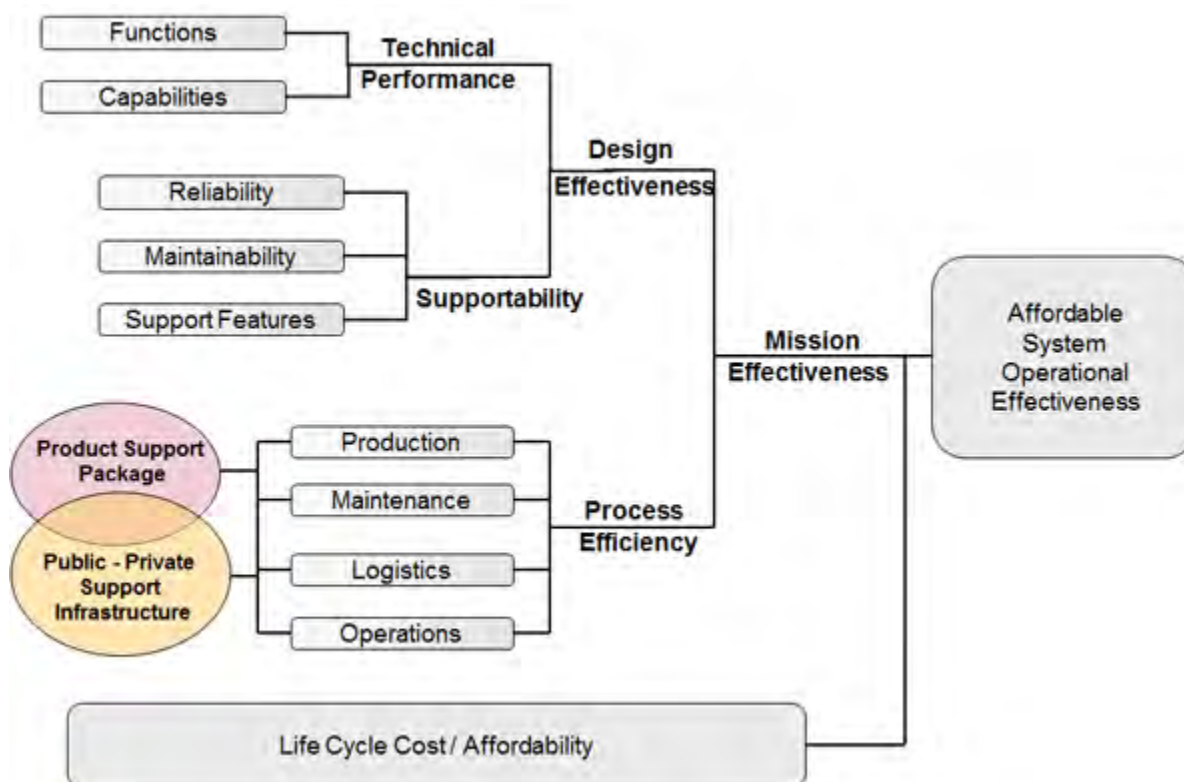 Functions
Capabilities
Technical
Performance
Design
Effectiveness
Reliability
Maintainability
Support Features
Supportability
Mission
Effectiveness
Affordable
System
Operational
Effectiveness
Product Support
Package
Public - Private
Support
Infrastructure
Production
Maintenance
Logistics
Operations
Process
Efficiency
Life Cycle Cost / Affordability